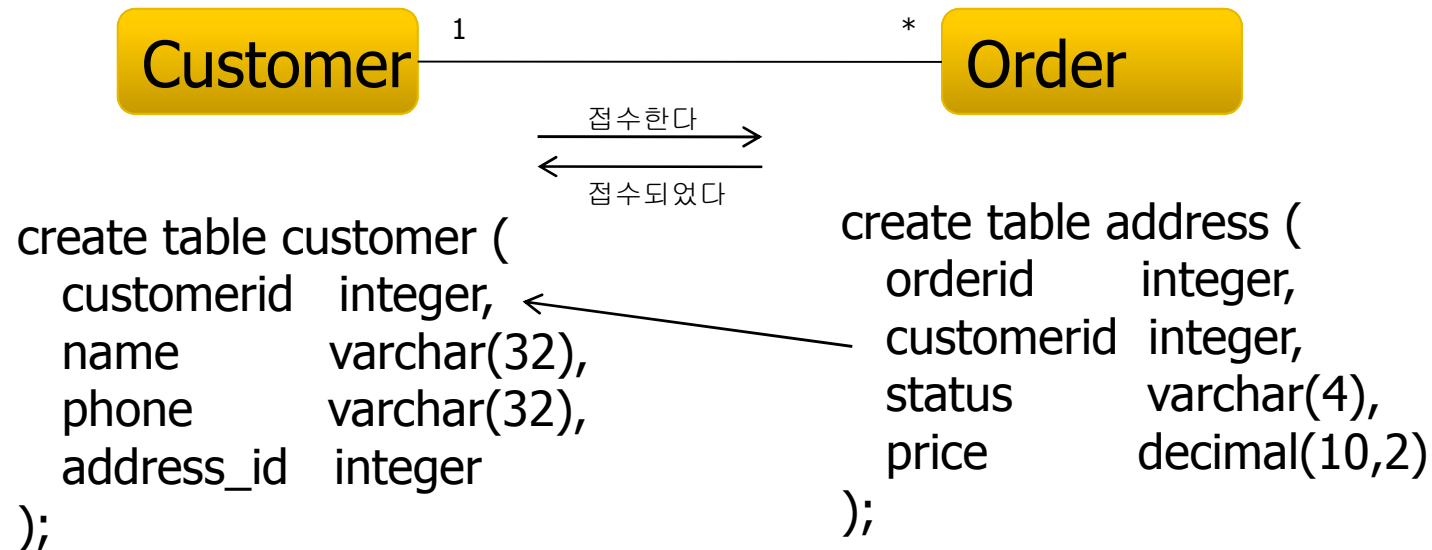 Customer
1
*
Order
접수한다
접수되었다
create table customer (
customerid integer,
name varchar(32),
phone varchar(32),
address_id integer
);
create table address (
orderid integer,
customerid integer,
status varchar(4),
price decimal(10,2)
);